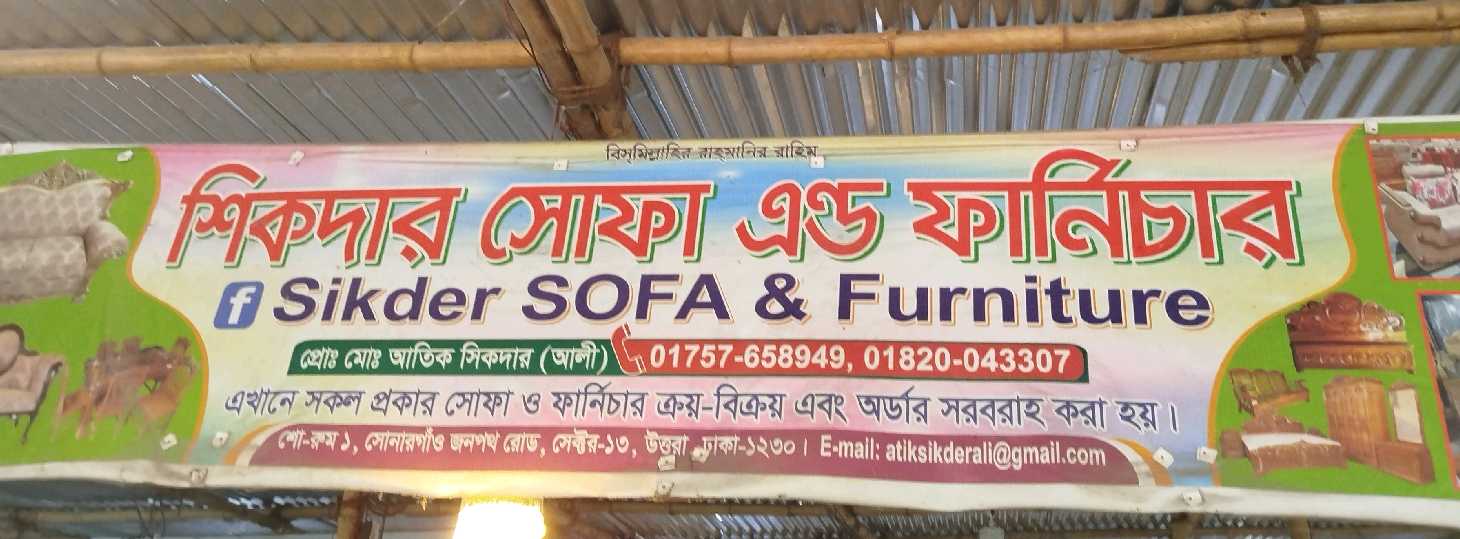 বিসমিল্লাহির রাহমানির রাহিম
শিকদার সোফা এন্ড ফার্নিচার
f Sikder SOFA & Furniture
প্রোঃ মোঃ আতিক সিকদার (আলী) 01757-658949, 01820-043307
এখানে সকল প্রকার সোফা ও ফার্নিচার ক্রয়-বিক্রয় এবং অর্ডার সরবরাহ করা হয়।
শো-রুম ১, সোনারগাঁও জনপথ রোড, সেক্টর-১৩, উত্তরা, ঢাকা-১২৩০। E-mail: atiksikderali@gmail.com